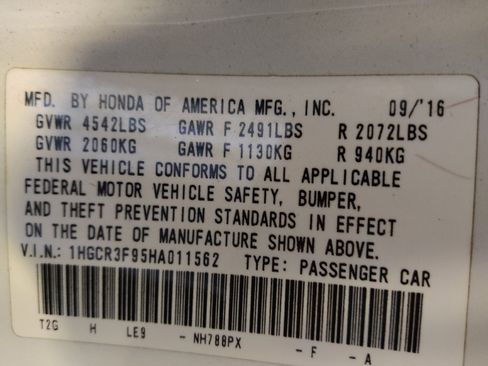 MFD. BY HONDA OF AMERICA MFG., INC. 09/'16
GVWR 4542LBS GAWR F 2491LBS R 2072LBS
GVWR 2060KG GAWR F 1130KG R 940KG
THIS VEHICLE CONFORMS TO ALL APPLICABLE
FEDERAL MOTOR VEHICLE SAFETY, BUMPER,
AND THEFT PREVENTION STANDARDS IN EFFECT
ON THE DATE OF MANUFACTURE SHOWN ABOVE.
V.I.N.: 1HGCR3F95HA011562 TYPE: PASSENGER CAR
T2G H LE9 - NH788PX - F - A